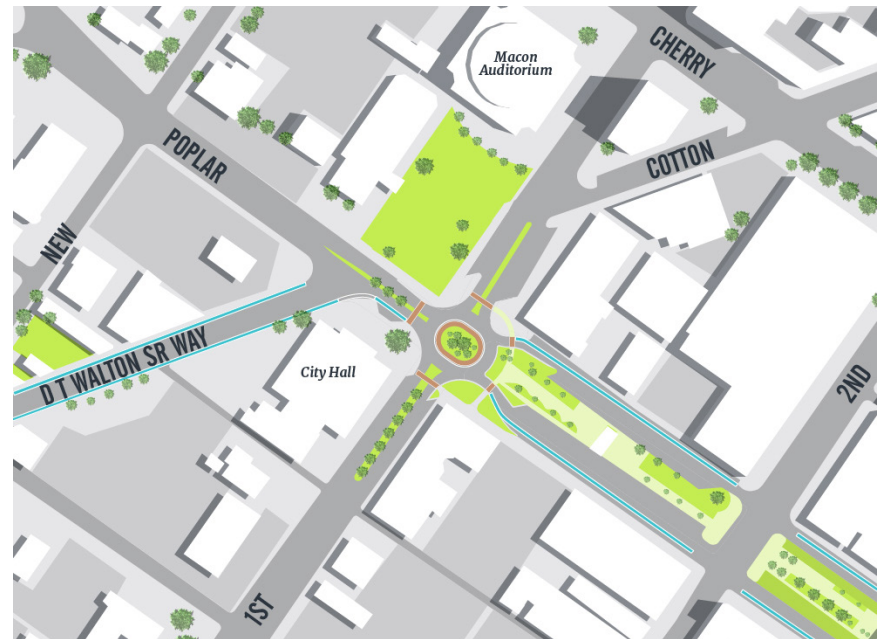 Macon
Auditorium
CHERRY
COTTON
POPLAR
NEW
D T WALTON SR WAY
City Hall
2ND
1ST